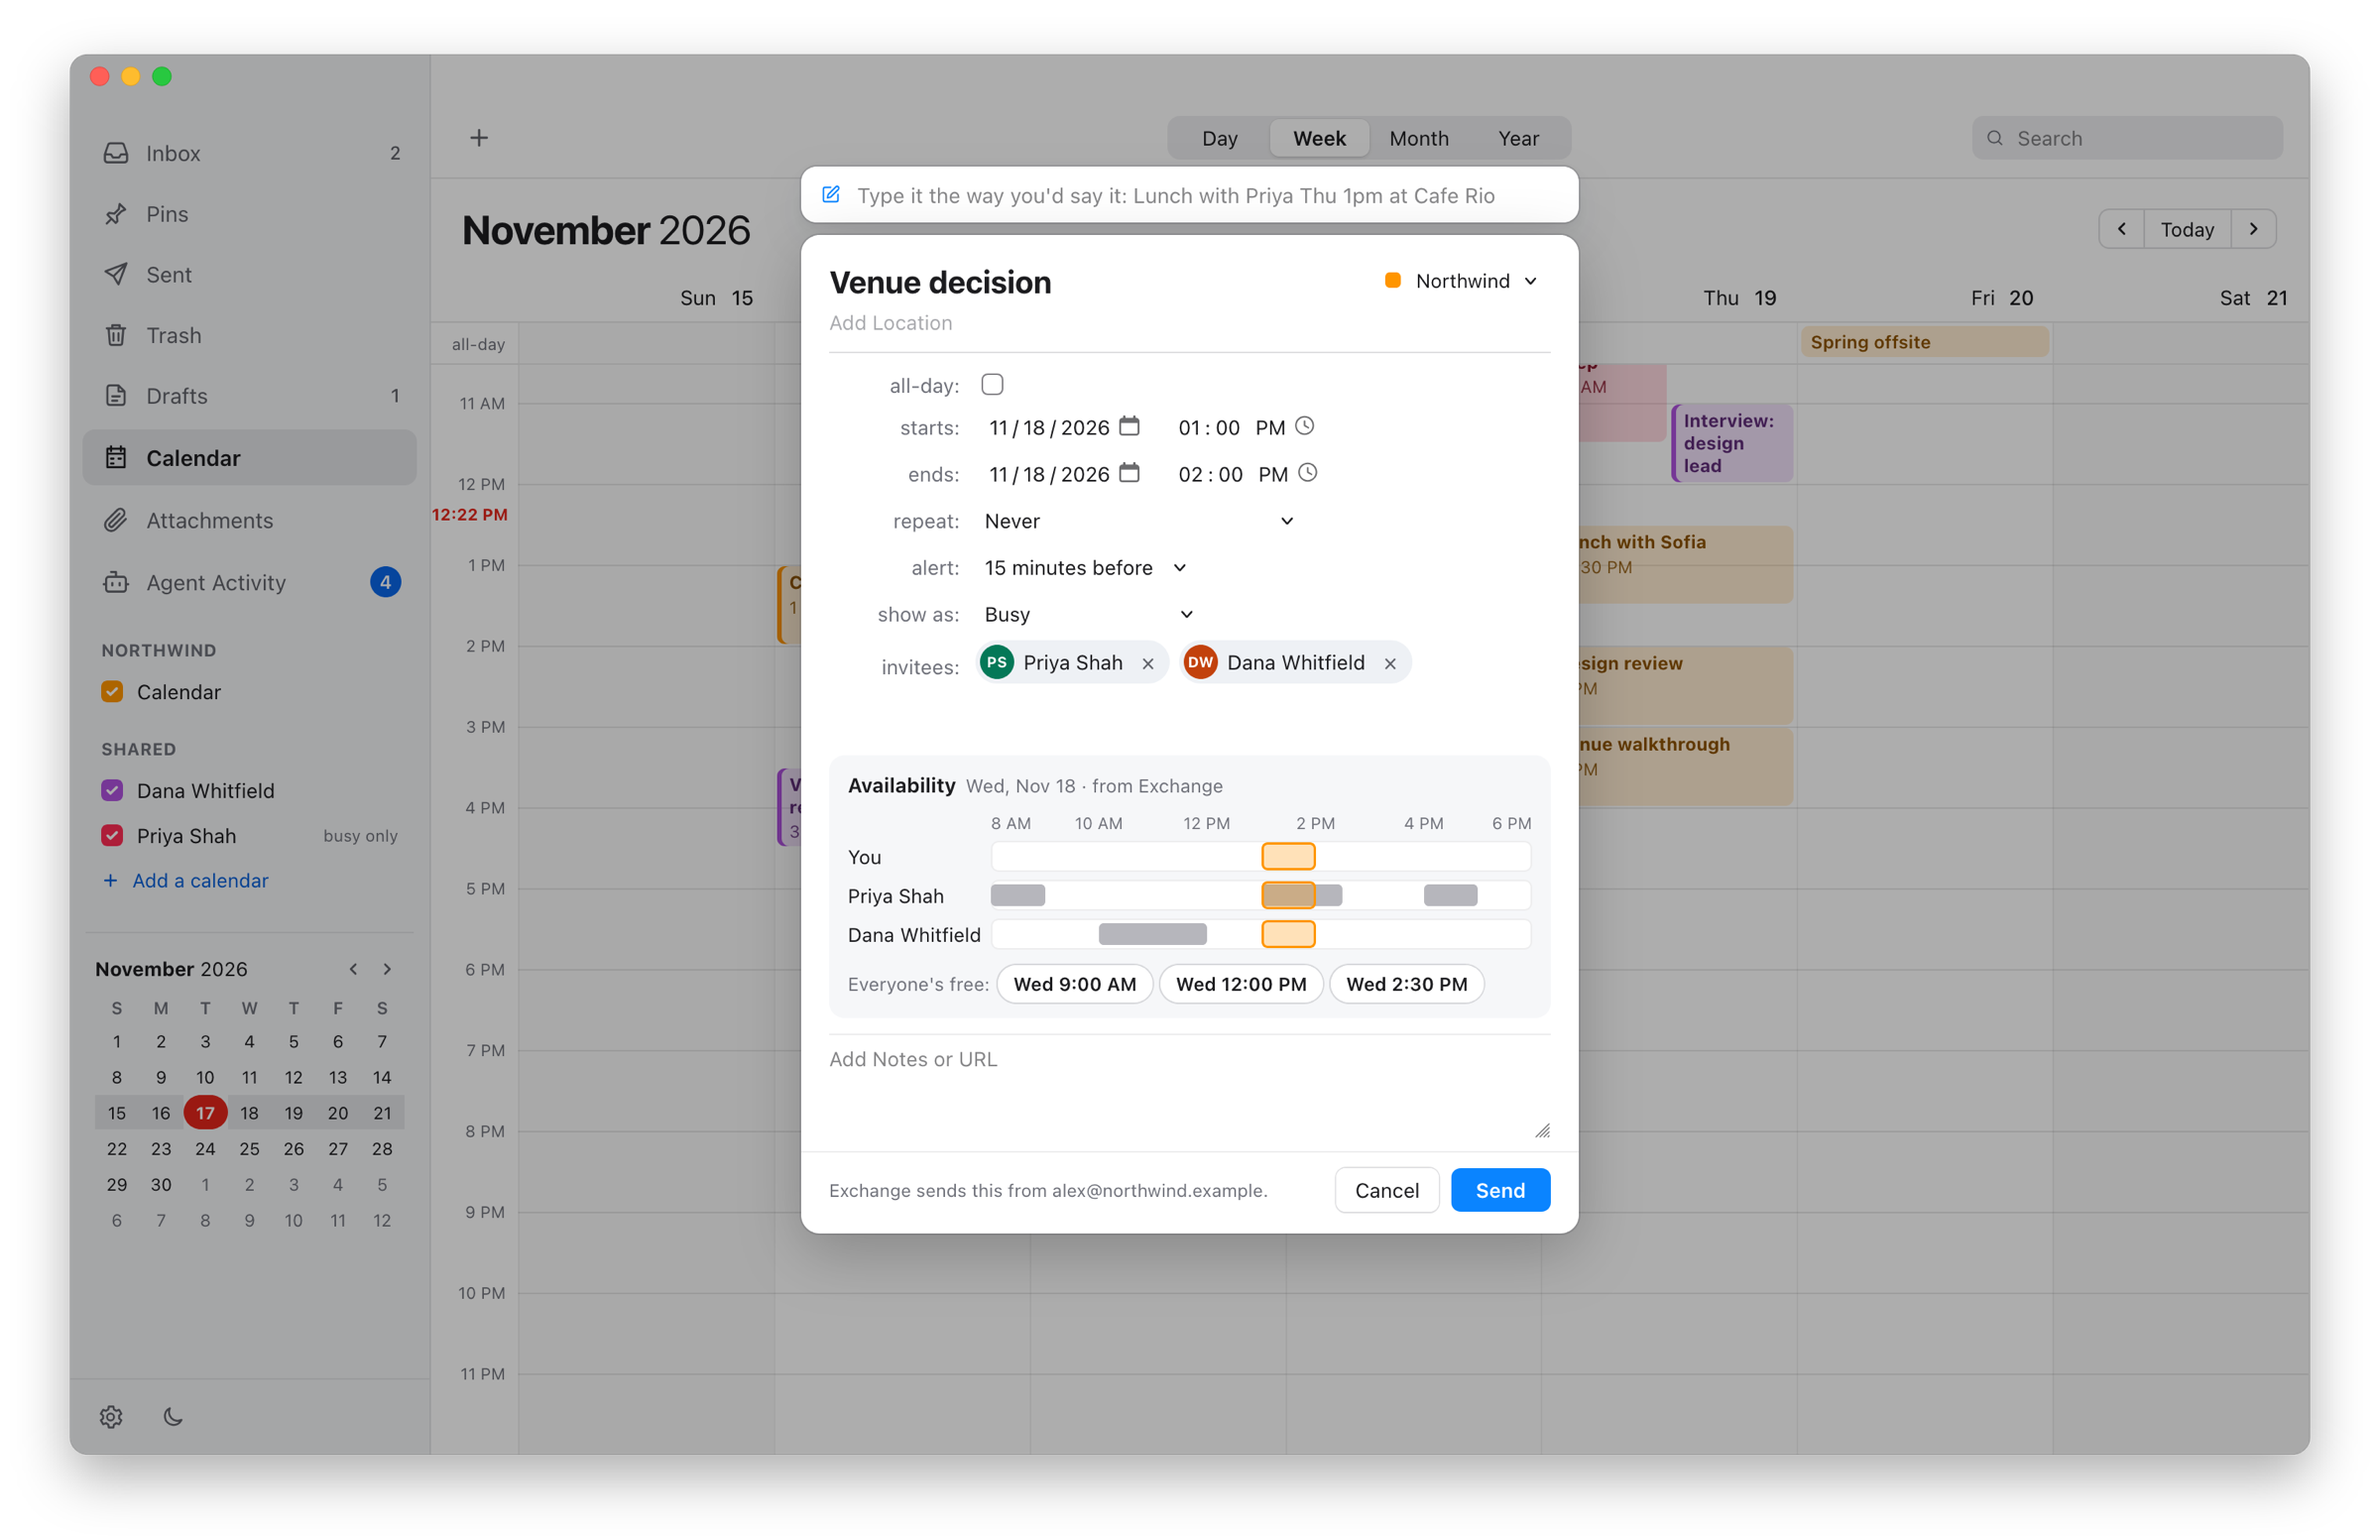 Inbox 2
Pins
Sent
Trash
Drafts 1
Calendar
Attachments
Agent Activity 4
NORTHWIND
Calendar
SHARED
Dana Whitfield
Priya Shah busy only
+ Add a calendar
November 2026
S M T W T F S
1 2 3 4 5 6 7
8 9 10 11 12 13 14
15 16 17 18 19 20 21
22 23 24 25 26 27 28
29 30 1 2 3 4 5
6 7 8 9 10 11 12
+ Day Week Month Year Search
November 2026
Today
Sun 15
Thu 19 Fri 20 Sat 21
all-day
Spring offsite
11 AM
12 PM
12:22 PM
1 PM
2 PM
3 PM
4 PM
5 PM
6 PM
7 PM
8 PM
9 PM
10 PM
11 PM
AM
Interview:
design
lead
nch with Sofia
30 PM
sign review
PM
nue walkthrough
PM
C
1
V
re
3
Type it the way you'd say it: Lunch with Priya Thu 1pm at Cafe Rio
Venue decision Northwind
Add Location
all-day:
starts: 11/18/2026 01:00 PM
ends: 11/18/2026 02:00 PM
repeat: Never
alert: 15 minutes before
show as: Busy
invitees: PS Priya Shah × DW Dana Whitfield ×
Availability Wed, Nov 18 · from Exchange
8 AM 10 AM 12 PM 2 PM 4 PM 6 PM
You
Priya Shah
Dana Whitfield
Everyone's free: Wed 9:00 AM Wed 12:00 PM Wed 2:30 PM
Add Notes or URL
Exchange sends this from alex@northwind.example. Cancel Send